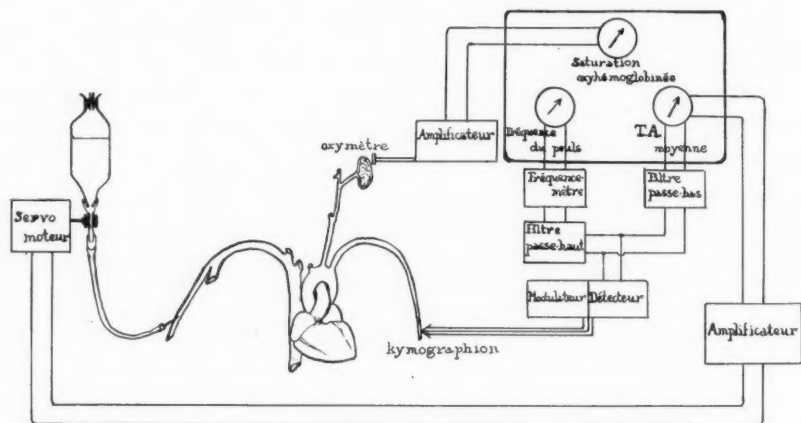 Saturation
oxyhémoglobinée
Amplificateur
Fréquence
du pouls
T.A.
moyenne
oxymètre
Fréquence-
mètre
Filtre
passe-bas
Servo
moteur
Filtre
passe-haut
Modulateur
Détecteur
Amplificateur
kymographion